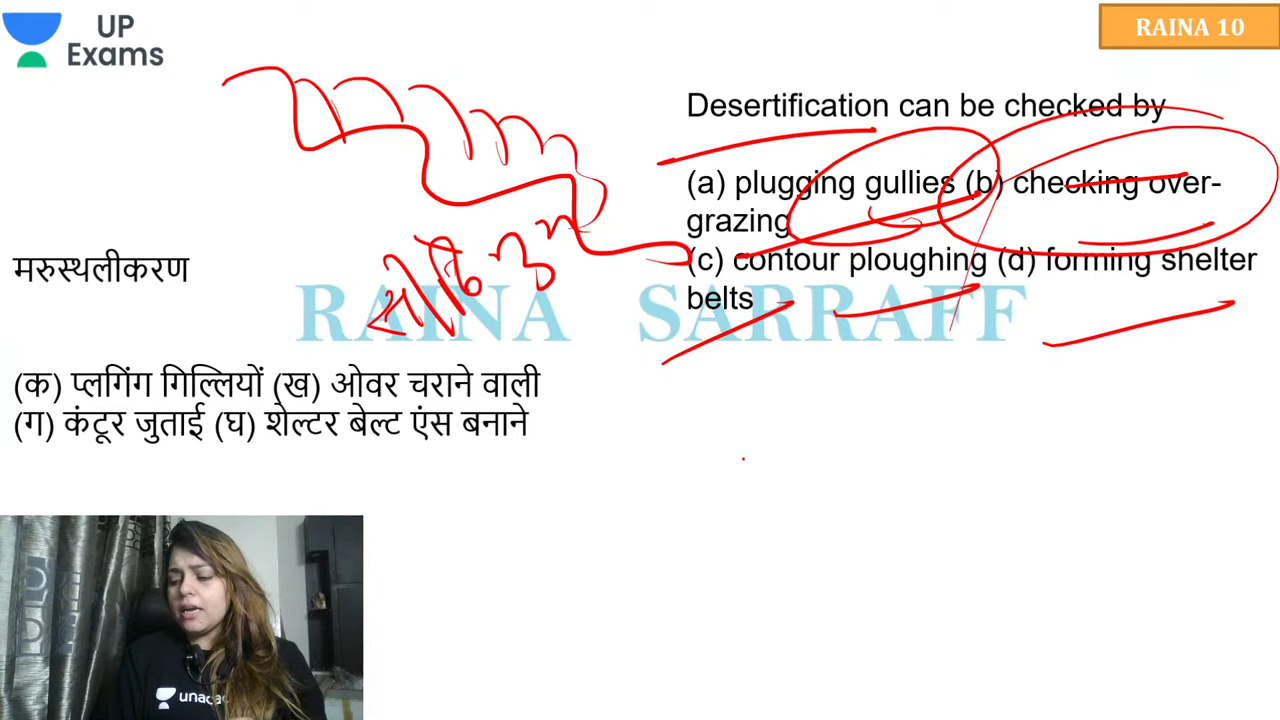 UP
Exams
RAINA 10
Desertification can be checked by
(a) plugging gullies (b) checking over-
grazing
(c) contour ploughing (d) forming shelter
belts
मरुस्थलीकरण
RAINA SARRAFF
(क) प्लगिंग गिल्लियों (ख) ओवर चराने वाली
(ग) कंटूर जुताई (घ) शेल्टर बेल्ट एंस बनाने